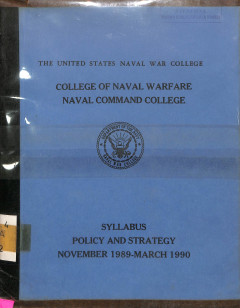 THE UNITED STATES NAVAL WAR COLLEGE
COLLEGE OF NAVAL WARFARE
NAVAL COMMAND COLLEGE
SYLLABUS
POLICY AND STRATEGY
NOVEMBER 1989-MARCH 1990